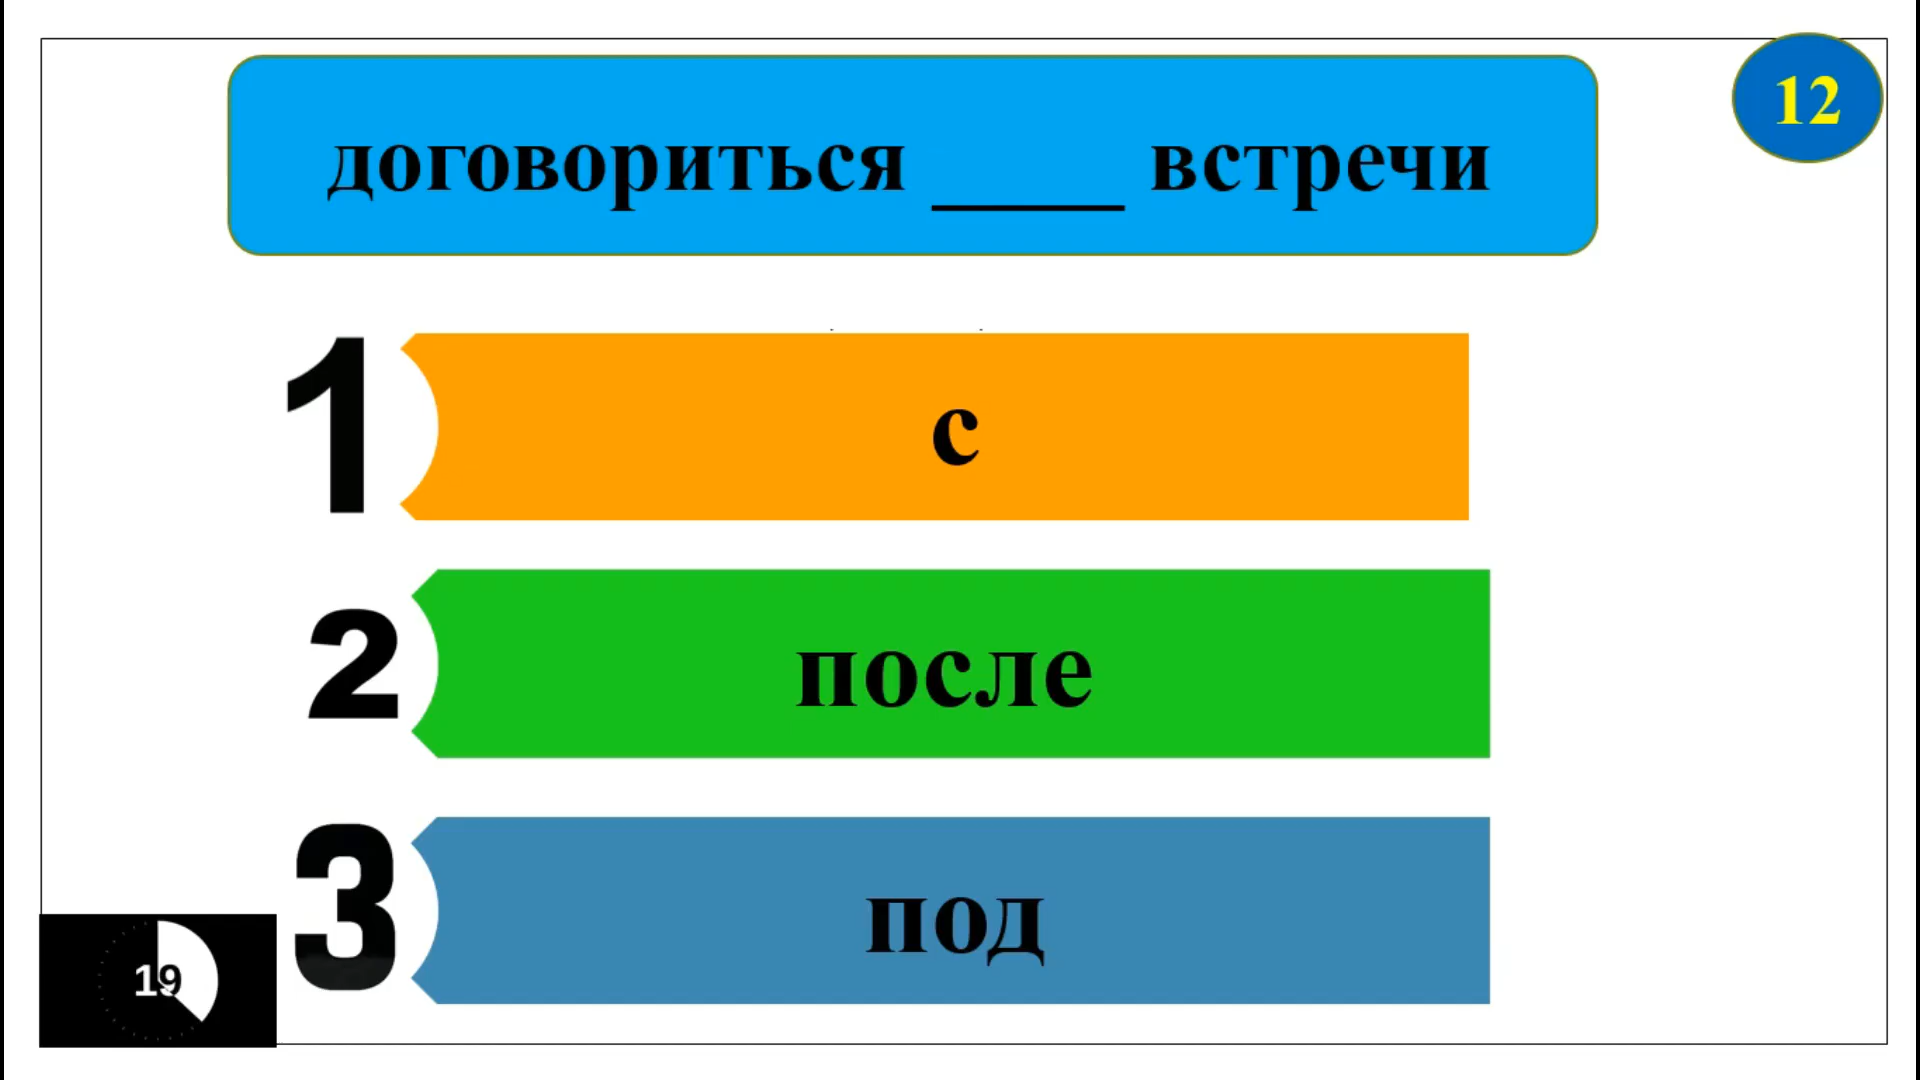 договориться ____ встречи
12
1
с
2
после
3
под
19